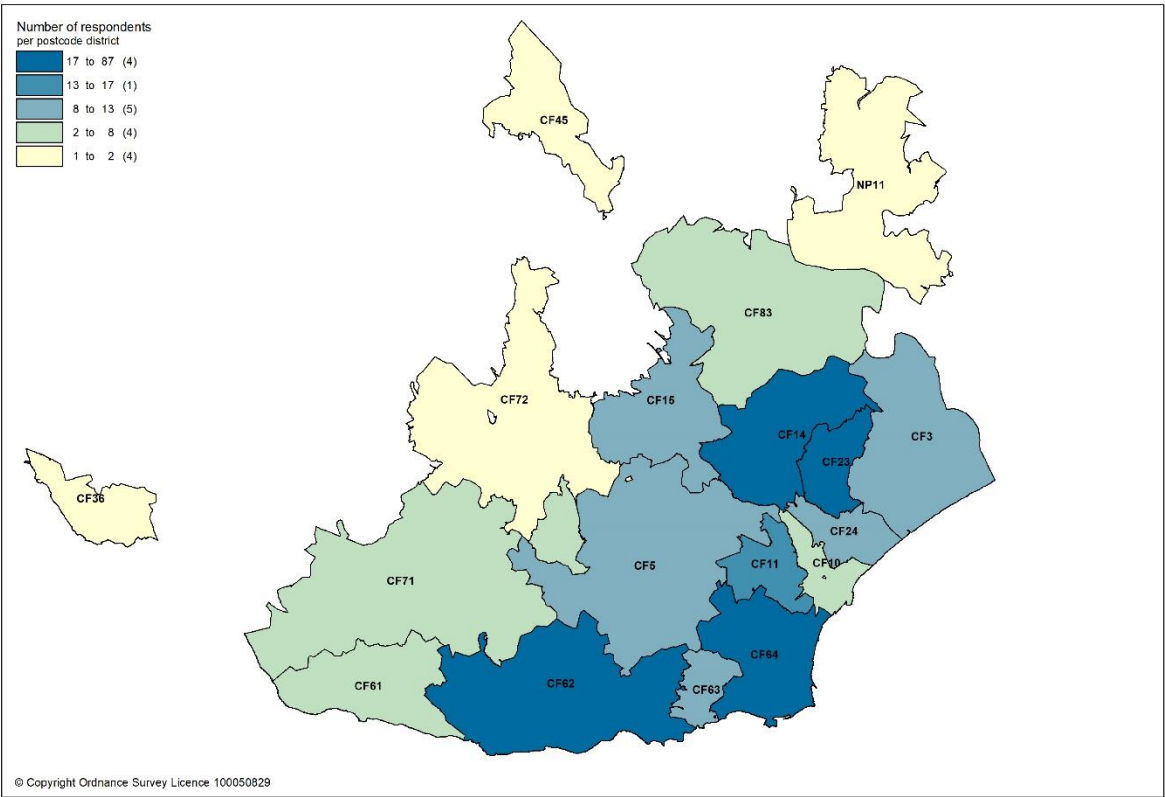 Number of respondents
per postcode district
17 to 87 (4)
13 to 17 (1)
8 to 13 (5)
2 to 8 (4)
1 to 2 (4)
CF45
NP11
CF83
CF72
CF15
CF14
CF3
CF23
CF36
CF24
CF10
CF11
CF5
CF71
CF64
CF62
CF61
CF63
© Copyright Ordnance Survey Licence 100050829